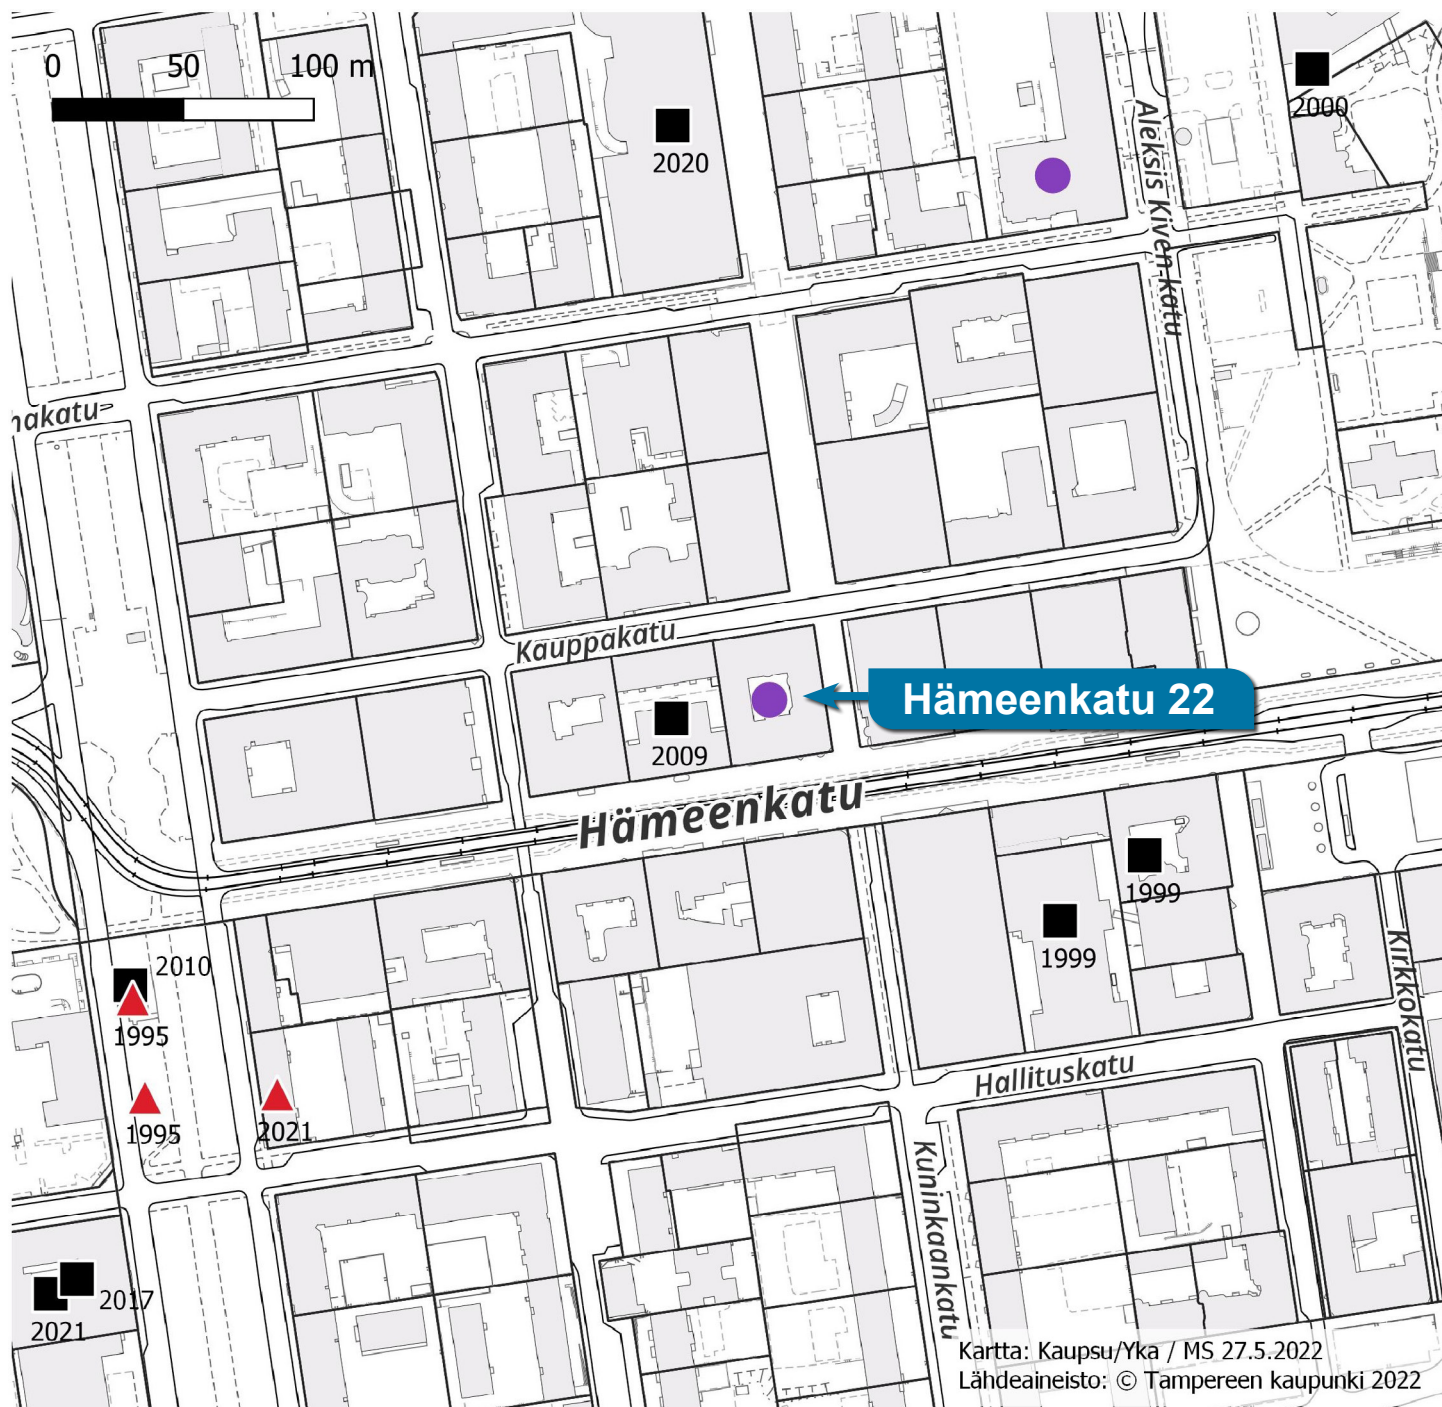 0 50 100 m
2000
Aleksis Kiven katu
2020
nakatu
Kauppakatu
Hämeenkatu 22
2009
Hämeenkatu
1999
1999
Kirkkokatu
2010
1995
Hallituskatu
1995
2021
Kuninkaankatu
2017
2021
Kartta: Kaupsu/Yka / MS 27.5.2022
Lähdeaineisto: © Tampereen kaupunki 2022